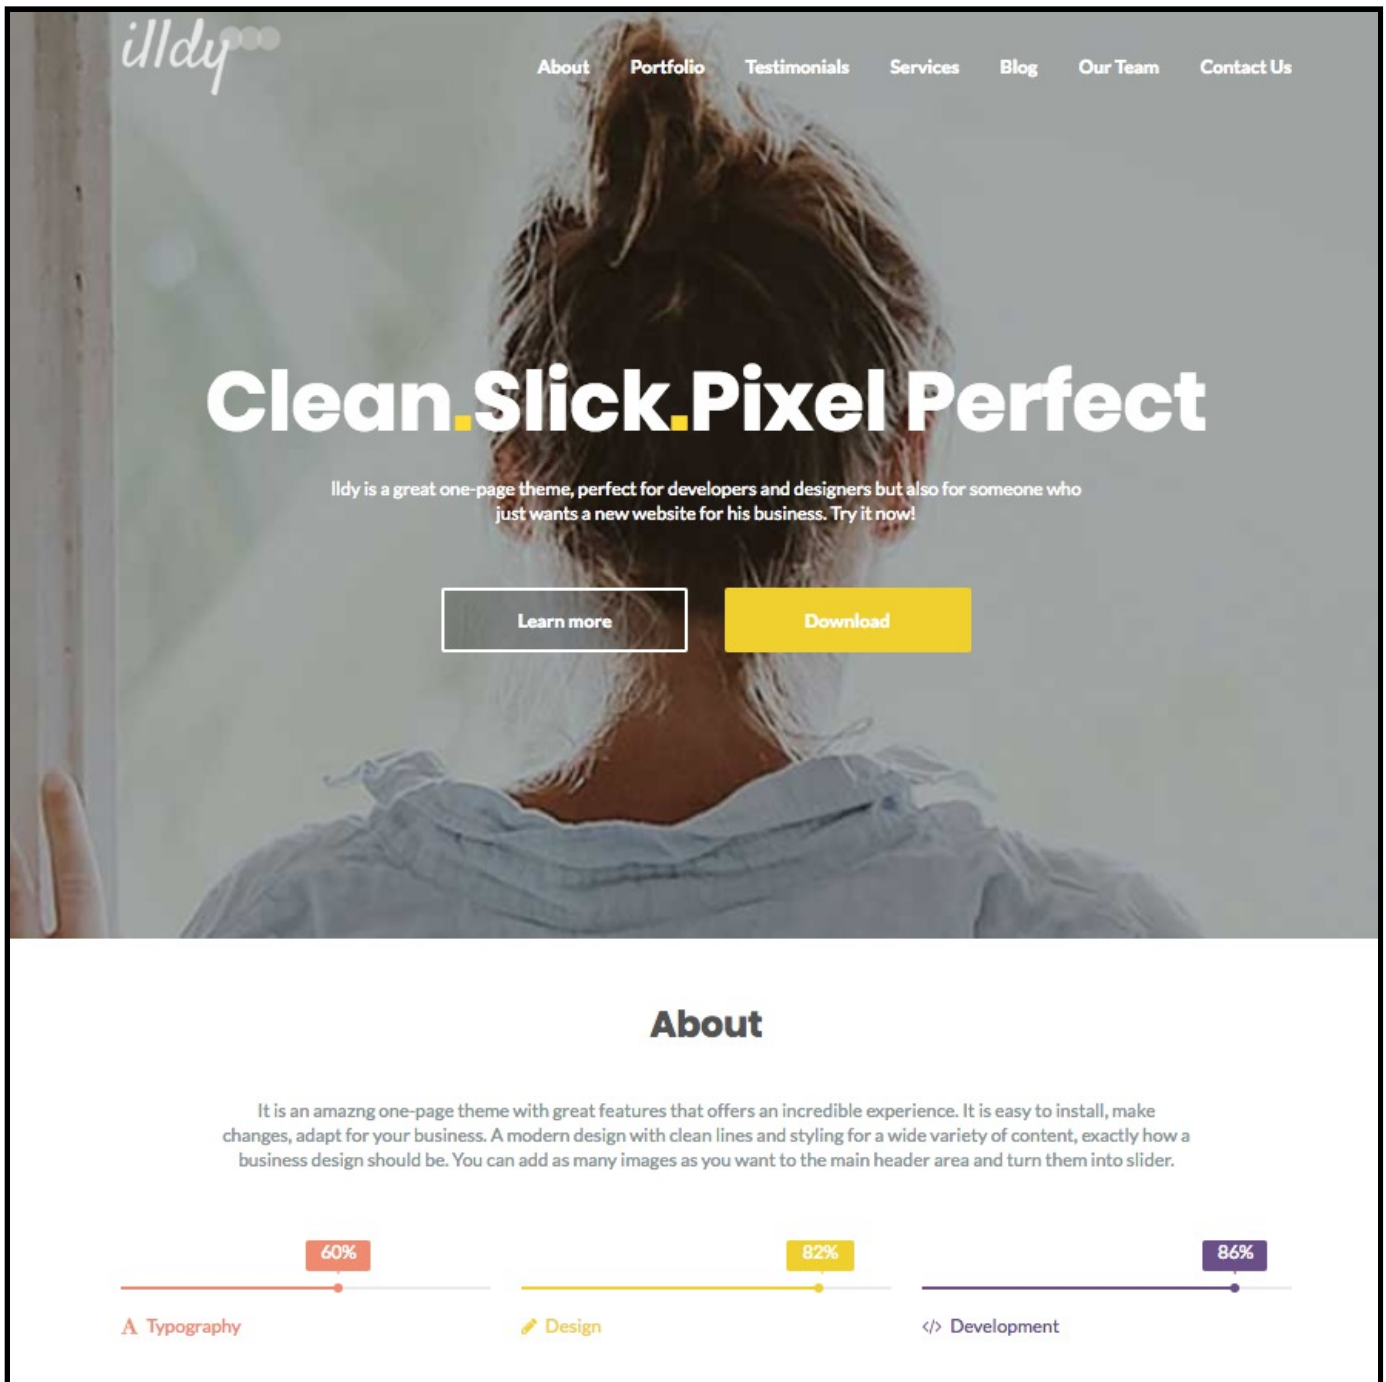 illdy
About Portfolio Testimonials Services Blog Our Team Contact Us
Clean.Slick.Pixel Perfect
lldy is a great one-page theme, perfect for developers and designers but also for someone who
just wants a new website for his business. Try it now!
Learn more Download
About
It is an amazng one-page theme with great features that offers an incredible experience. It is easy to install, make
changes, adapt for your business. A modern design with clean lines and styling for a wide variety of content, exactly how a
business design should be. You can add as many images as you want to the main header area and turn them into slider.
60% 82% 86%
A Typography Design </> Development